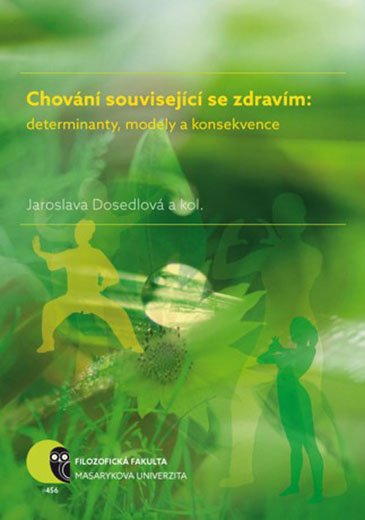 Chování související se zdravím:
determinanty, modely a konsekvence
Jaroslava Dosedlová a kol.
FILOZOFICKÁ FAKULTA
MASARYKOVA UNIVERZITA
456